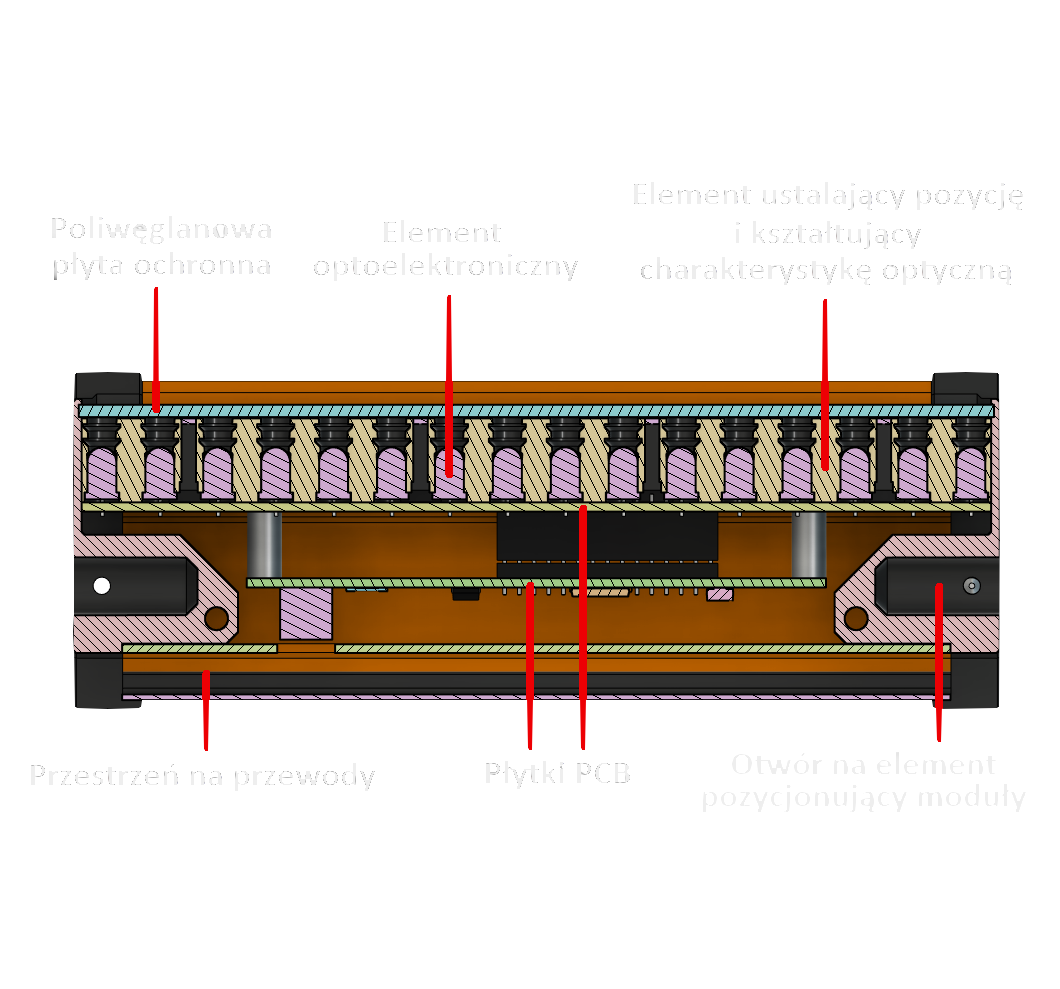 Poliwęglanowa
płyta ochronna
Element
optoelektroniczny
Element ustalający pozycję
i kształtujący
charakterystykę optyczną
Przestrzeń na przewody
Płytki PCB
Otwór na element
pozycjonujący moduły